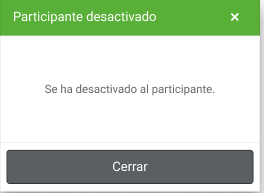 Participante desactivado ×
Se ha desactivado al participante.
Cerrar